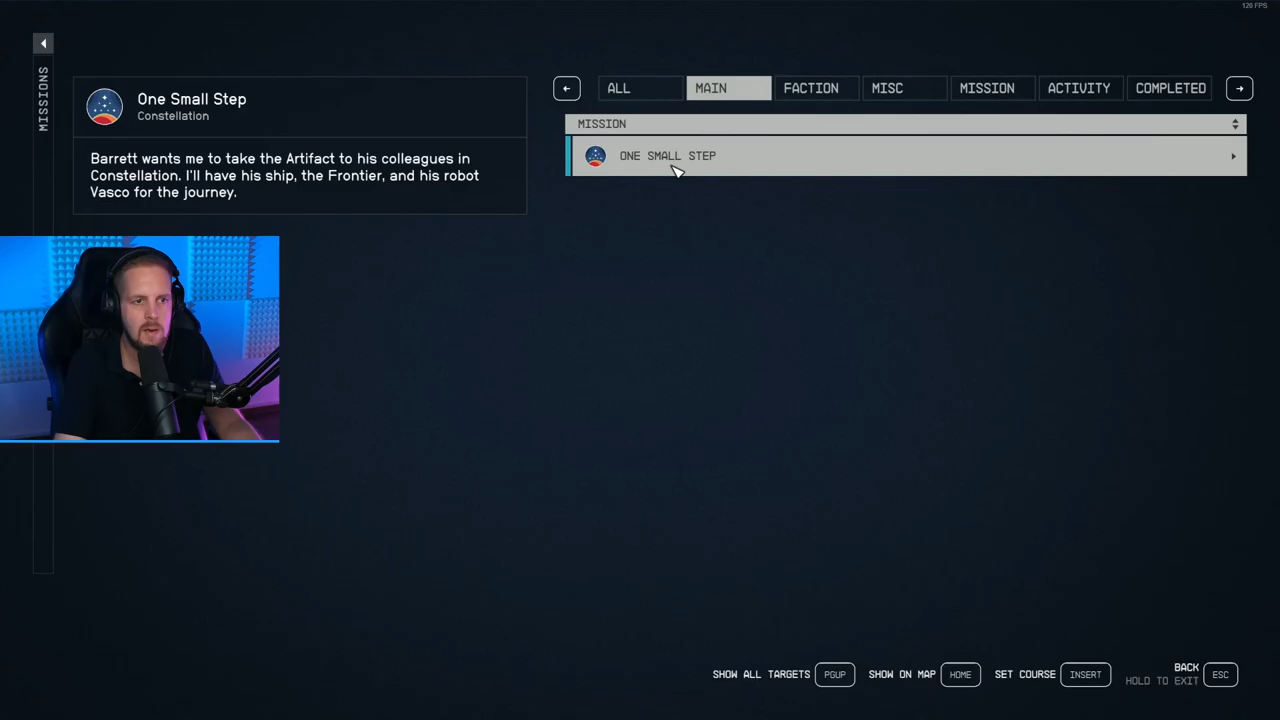 120 FPS
MISSIONS
One Small Step
Constellation
Barrett wants me to take the Artifact to his colleagues in
Constellation. I'll have his ship, the Frontier, and his robot
Vasco for the journey.
ALL
MAIN
FACTION
MISC
MISSION
ACTIVITY
COMPLETED
MISSION
ONE SMALL STEP
SHOW ALL TARGETS PGUP
SHOW ON MAP HOME
SET COURSE INSERT
BACK
HOLD TO EXIT
ESC